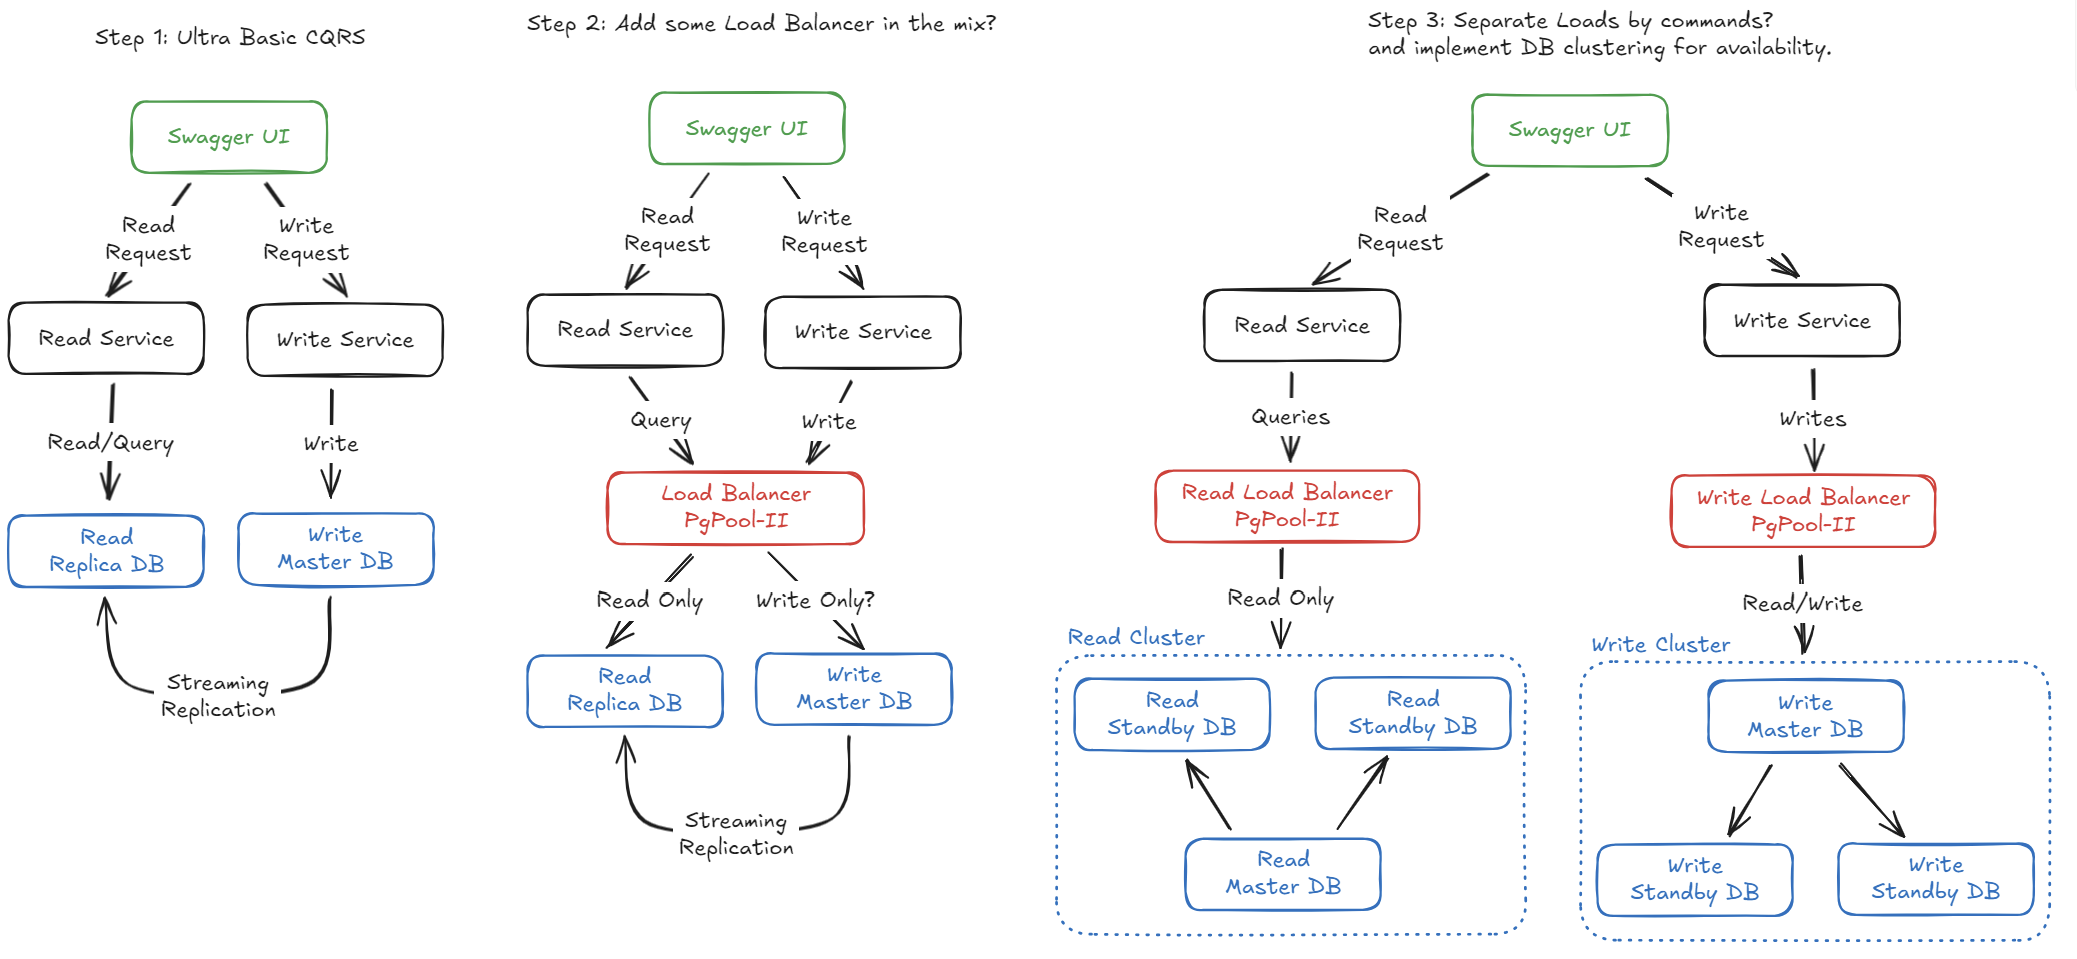 Step 1: Ultra Basic CQRS
Swagger UI
Read
Request
Write
Request
Read Service
Write Service
Read/Query
Write
Read
Replica DB
Write
Master DB
Streaming
Replication
Step 2: Add some Load Balancer in the mix?
Swagger UI
Read
Request
Write
Request
Read Service
Write Service
Query
Write
Load Balancer
PgPool-II
Read Only
Write Only?
Read
Replica DB
Write
Master DB
Streaming
Replication
Step 3: Separate Loads by commands?
and implement DB clustering for availability.
Swagger UI
Read
Request
Write
Request
Read Service
Write Service
Queries
Writes
Read Load Balancer
PgPool-II
Write Load Balancer
PgPool-II
Read Only
Read/Write
Read Cluster
Read
Standby DB
Read
Standby DB
Read
Master DB
Write Cluster
Write
Master DB
Write
Standby DB
Write
Standby DB